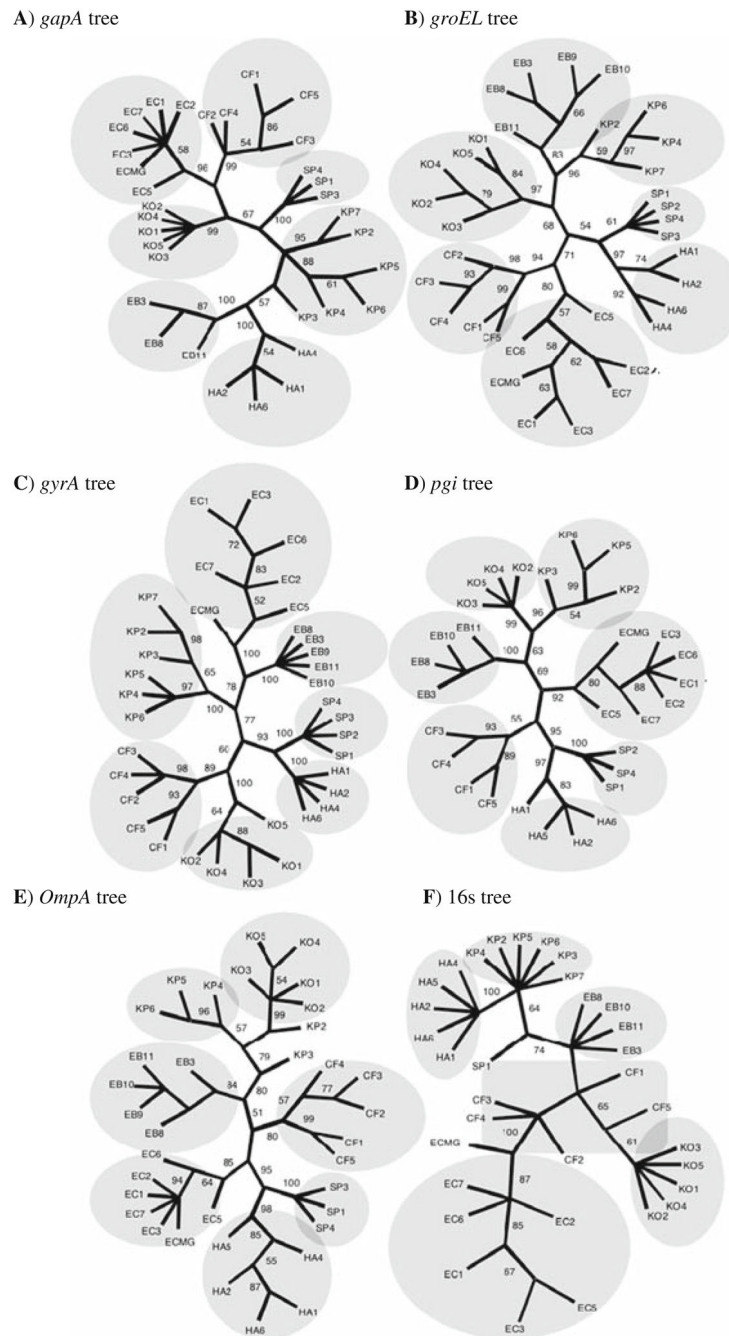 A) gapA tree
CF1
CF5
86
CF3
54
CF4
CF2
99
EC2
EC1
EC7
EC6
EC3
ECMG
58
EC5
96
KO2
KO4
KO1
KO5
KO3
99
67
SP4
SP1
SP3
100
KP7
95
KP2
88
KP5
61
KP4
KP6
KP3
57
100
EB3
87
EB8
EB11
100
HA4
54
HA2
HA6
HA1
B) groEL tree
EB3
EB9
EB10
EB8
66
EB11
83
KP2
KP6
KP4
97
59
KP7
96
KO1
KO5
KO4
84
KO2
79
KO3
97
68
54
61
SP1
SP2
SP4
SP3
97
74
HA1
HA2
92
HA6
HA4
CF2
98
94
71
CF3
93
99
CF4
CF1
CF5
80
57
EC5
EC6
58
62
EC2
EC7
ECMG
63
EC1
EC3
C) gyrA tree
EC1
EC3
72
EC6
83
EC7
EC2
52
EC5
ECMG
100
EB8
EB3
EB9
EB11
EB10
100
78
KP7
KP2
98
KP3
65
KP5
KP4
97
KP6
100
77
SP4
SP3
SP2
SP1
100
93
60
100
HA1
HA2
HA4
HA6
CF3
CF4
98
89
CF2
93
CF5
CF1
100
64
KO5
88
KO2
KO4
KO3
KO1
D) pgi tree
KP6
KP5
99
KP3
KP2
54
96
KO4
KO2
KO5
KO3
99
63
EB10
EB11
100
EB8
EB3
69
ECMG
EC3
EC6
EC1
EC2
80
88
92
EC5
EC7
55
CF3
93
CF4
89
CF1
CF5
95
100
SP2
SP4
SP1
97
83
HA1
HA5
HA6
HA2
E) OmpA tree
KO5
KO4
54
KO3
KO1
KO2
99
KP5
KP4
KP6
96
57
KP2
79
KP3
EB11
EB3
EB10
EB9
EB8
84
80
51
CF4
CF3
57
77
CF2
99
CF1
80
CF5
EC6
85
EC2
94
64
EC1
EC7
EC3
ECMG
EC5
95
100
SP3
SP1
SP4
98
HA5
85
HA4
55
HA2
87
HA6
HA1
F) 16s tree
KP2
KP5
KP6
KP4
KP3
KP7
HA4
HA5
100
HA2
HA6
HA1
64
SP1
74
EB8
EB10
EB11
EB3
CF1
CF3
CF4
65
CF5
100
CF2
61
ECMG
KO3
KO5
KO1
KO4
KO2
87
EC7
EC6
EC2
85
EC1
67
EC5
EC3